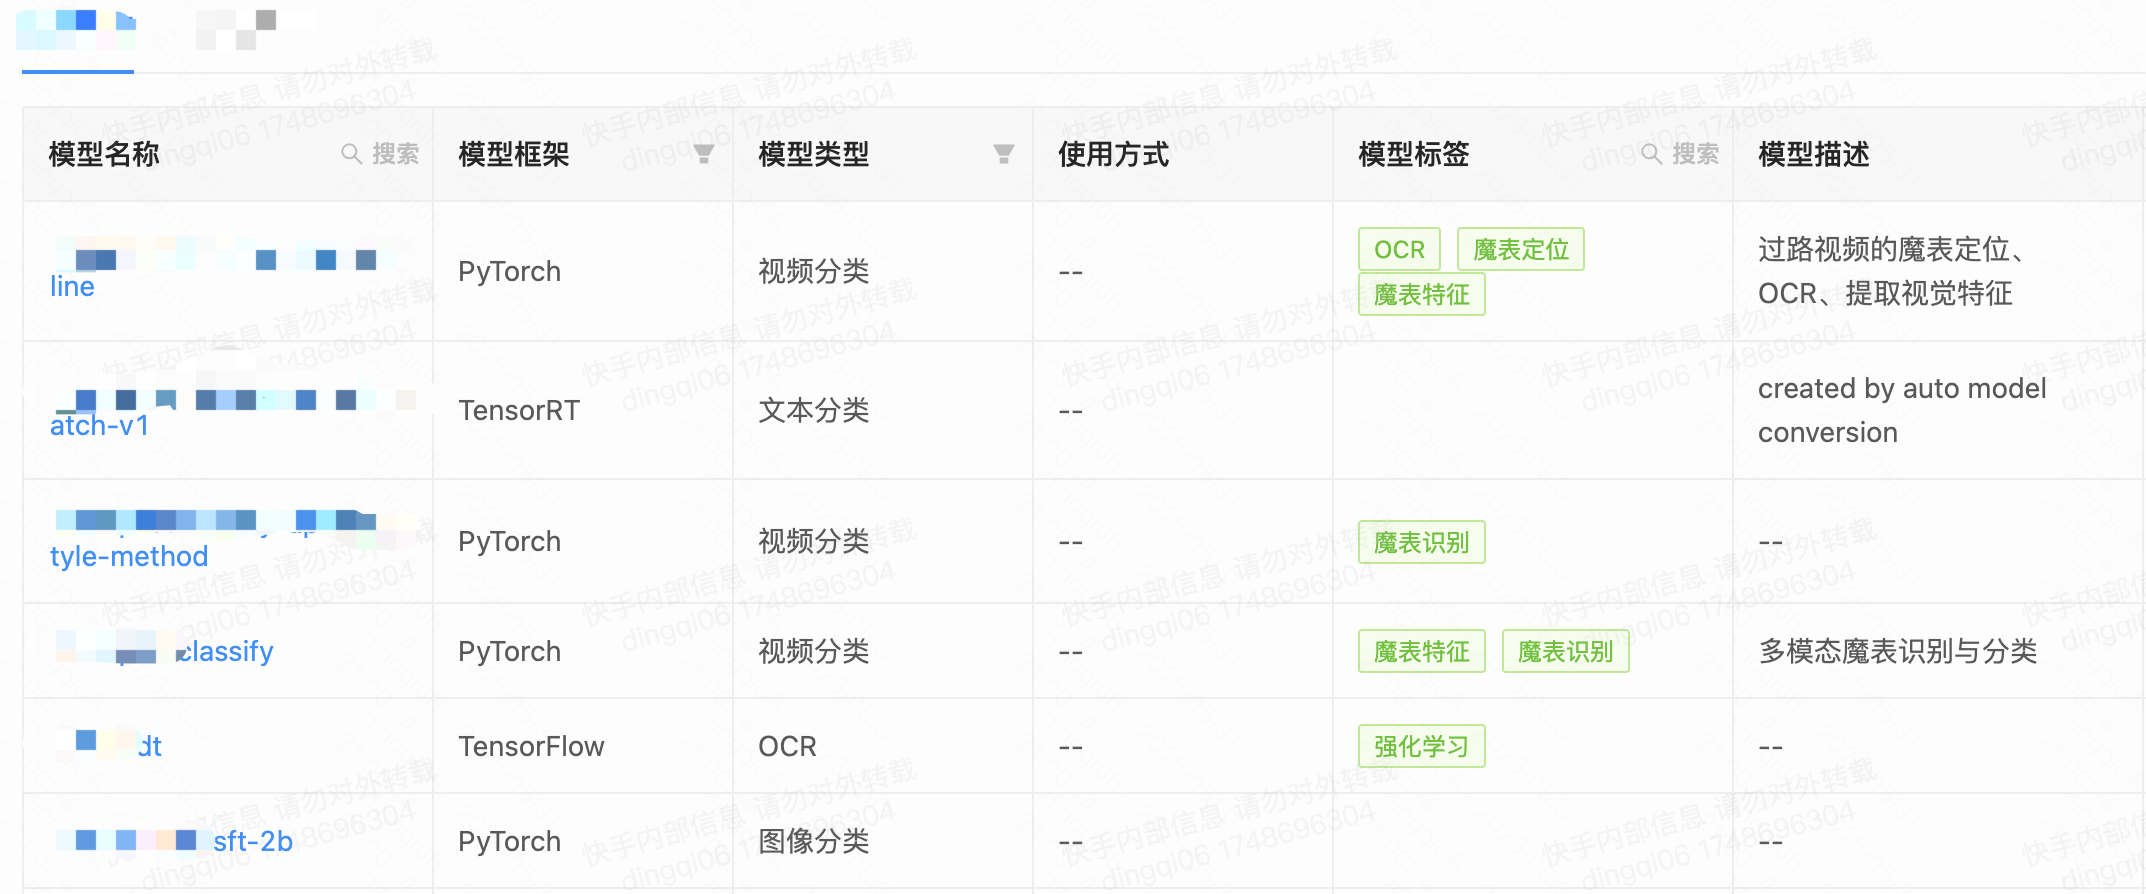 模型名称 搜索 模型框架 模型类型 使用方式 模型标签 搜索 模型描述
line PyTorch 视频分类 -- OCR 魔表定位 魔表特征 过路视频的魔表定位、
OCR、提取视觉特征
atch-v1 TensorRT 文本分类 -- created by auto model
conversion
tyle-method PyTorch 视频分类 -- 魔表识别 --
classify PyTorch 视频分类 -- 魔表特征 魔表识别 多模态魔表识别与分类
dt TensorFlow OCR -- 强化学习 --
sft-2b PyTorch 图像分类 -- --
快手内部信息 请勿对外转载
dingqi06 1748696304